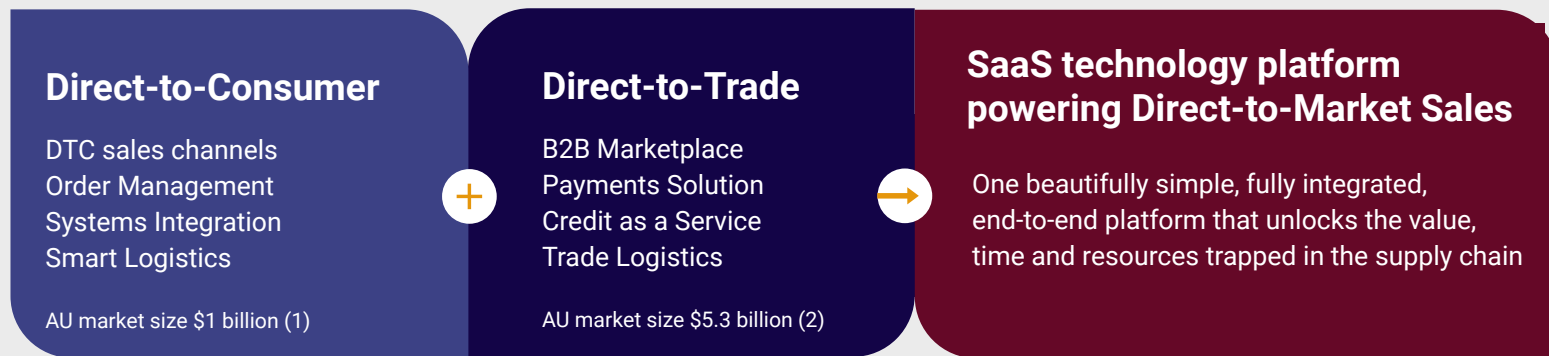 Direct-to-Consumer
DTC sales channels
Order Management
Systems Integration
Smart Logistics
AU market size $1 billion (1)
Direct-to-Trade
B2B Marketplace
Payments Solution
Credit as a Service
Trade Logistics
AU market size $5.3 billion (2)
SaaS technology platform
powering Direct-to-Market Sales
One beautifully simple, fully integrated,
end-to-end platform that unlocks the value,
time and resources trapped in the supply chain